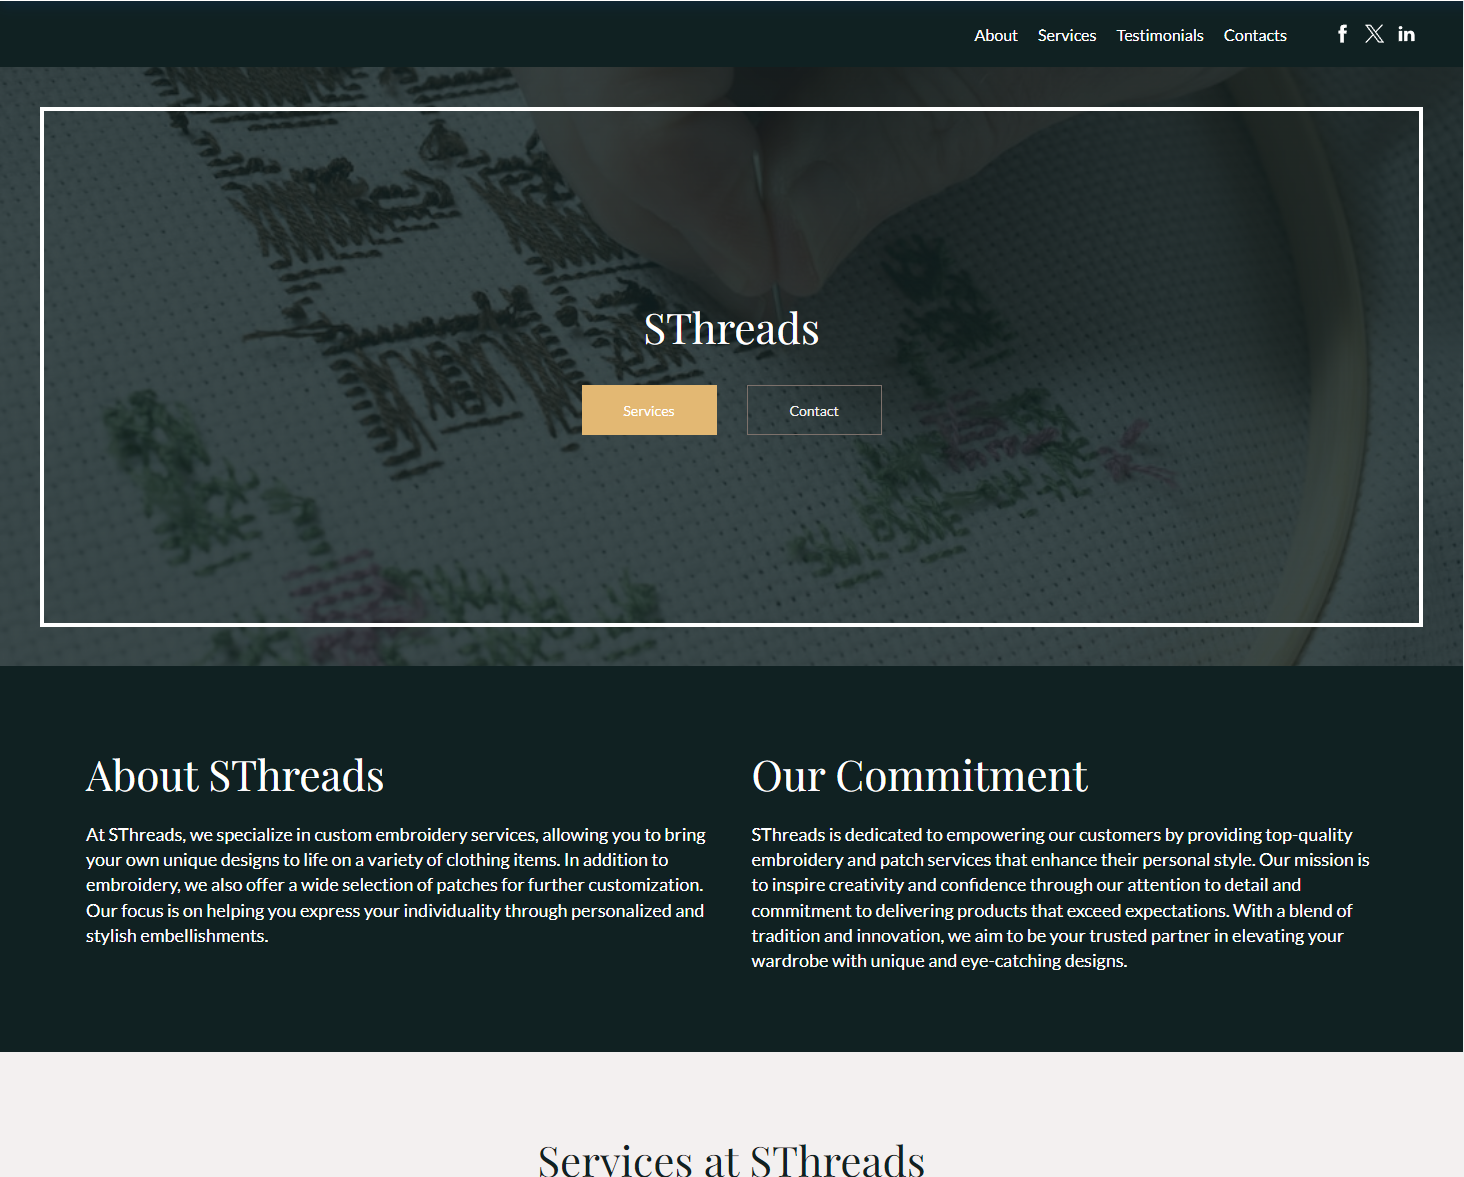 About Services Testimonials Contacts
SThreads
Services Contact
About SThreads
At SThreads, we specialize in custom embroidery services, allowing you to bring
your own unique designs to life on a variety of clothing items. In addition to
embroidery, we also offer a wide selection of patches for further customization.
Our focus is on helping you express your individuality through personalized and
stylish embellishments.
Our Commitment
SThreads is dedicated to empowering our customers by providing top-quality
embroidery and patch services that enhance their personal style. Our mission is
to inspire creativity and confidence through our attention to detail and
commitment to delivering products that exceed expectations. With a blend of
tradition and innovation, we aim to be your trusted partner in elevating your
wardrobe with unique and eye-catching designs.
Services at SThreads